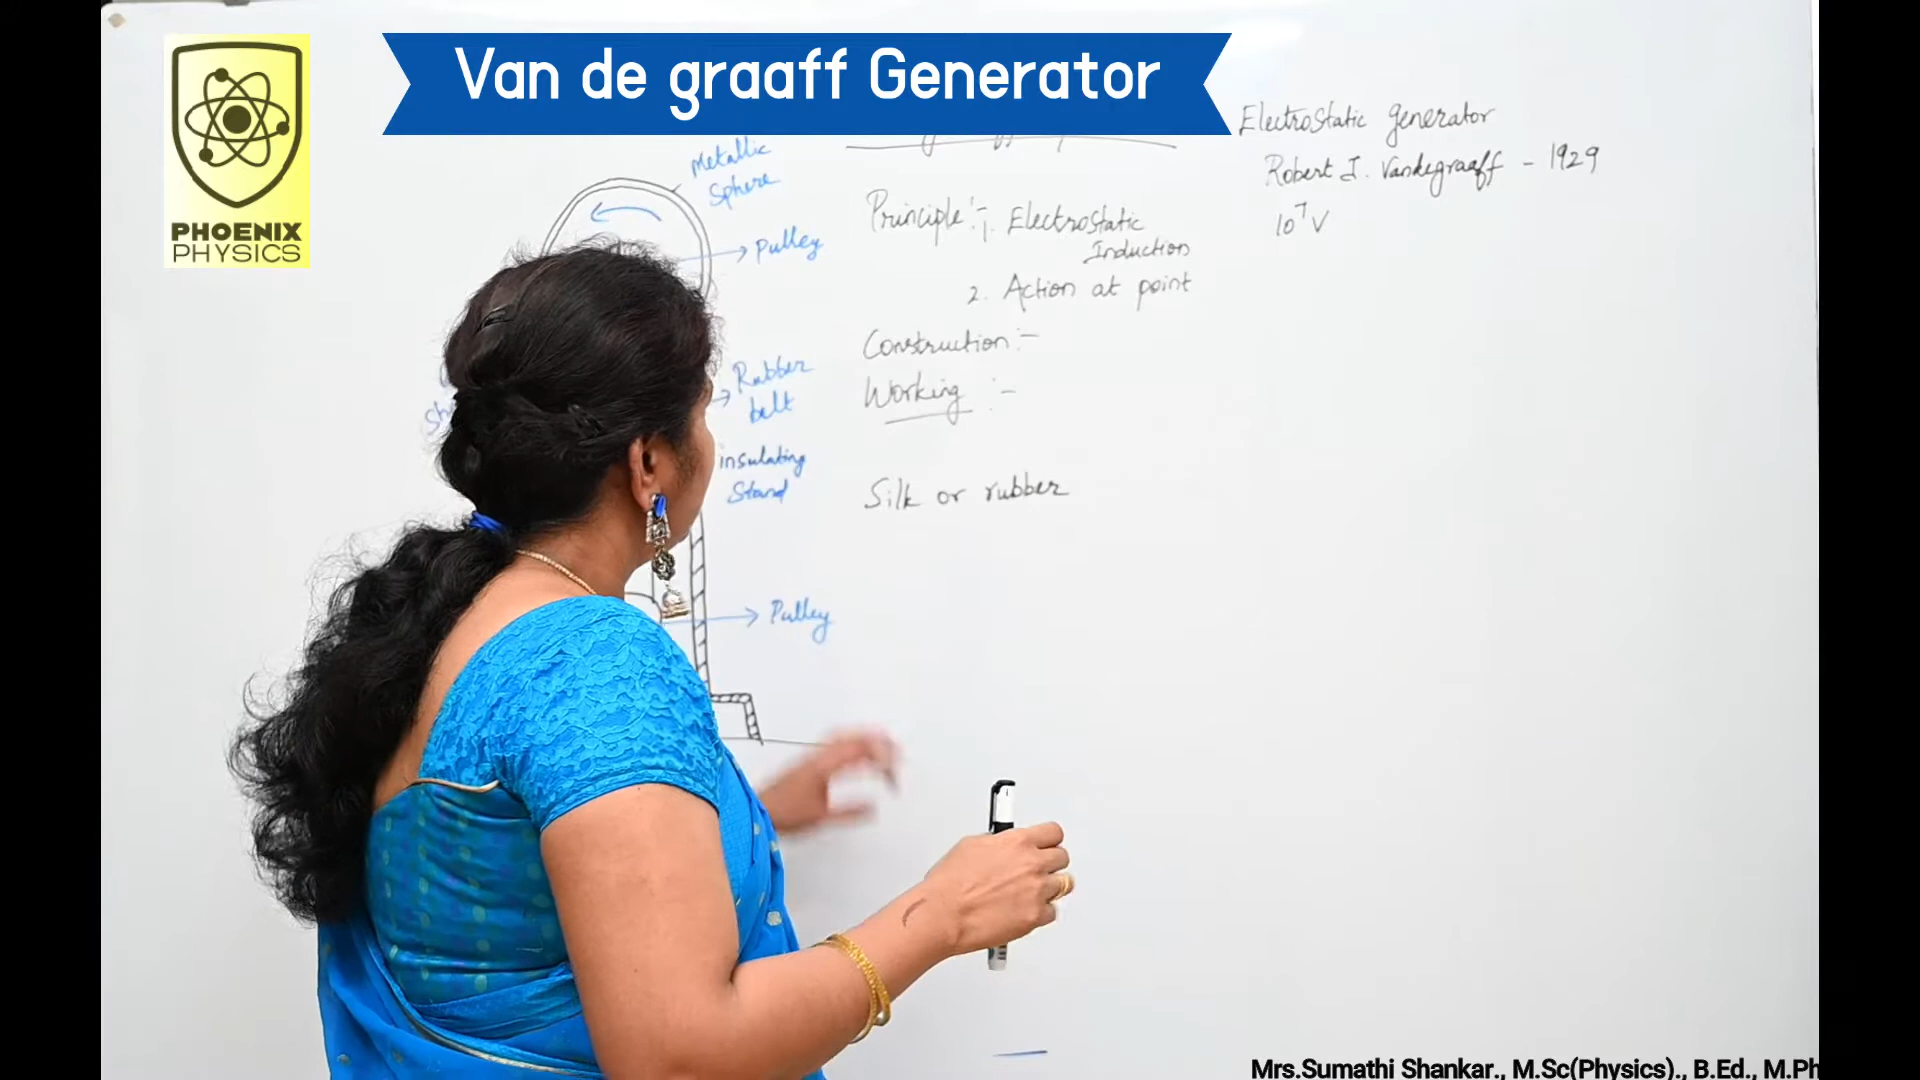 Van de graaff Generator
PHOENIX
PHYSICS
Metallic
Sphere
Pulley
Rubber
belt
insulating
Stand
Pulley
Principle :- 1. Electrostatic
Induction
2. Action at point
Construction :-
Working :-
Silk or rubber
Electrostatic generator
Robert J. Vandegraaff - 1929
10⁷ V
Mrs.Sumathi Shankar., M.Sc(Physics)., B.Ed., M.Ph